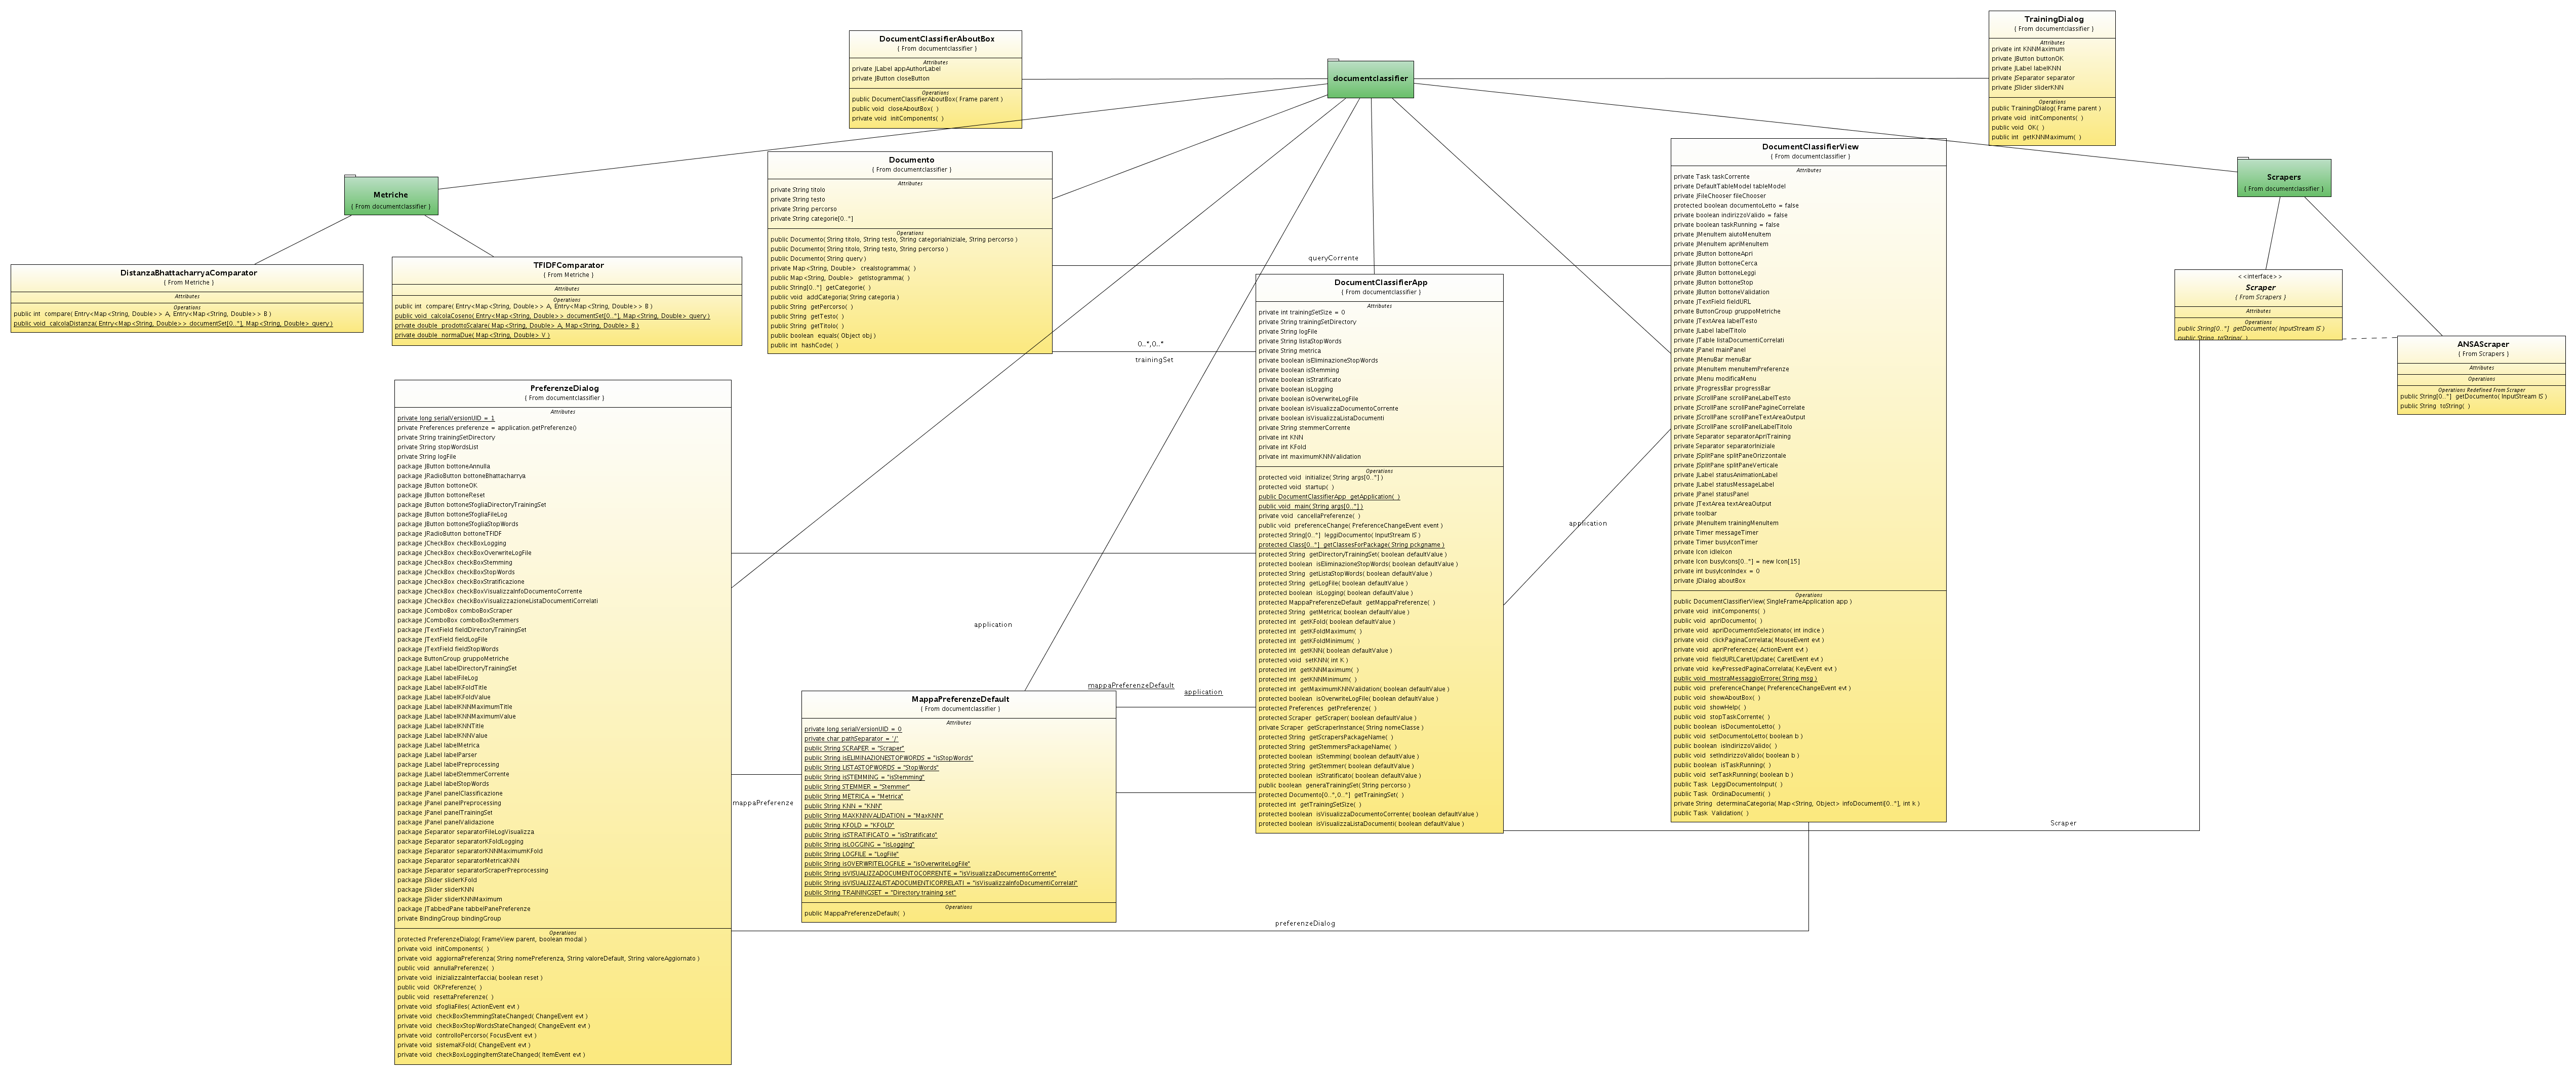 DocumentClassifierAboutBox
{ From documentclassifier }
Attributes
private JLabel appAuthorLabel
private JButton closeButton
Operations
public DocumentClassifierAboutBox( Frame parent )
public void  closeAboutBox(  )
private void  initComponents(  )
documentclassifier
TrainingDialog
{ From documentclassifier }
Attributes
private int KNNMaximum
private JButton buttonOK
private JLabel labelKNN
private JSeparator separator
private JSlider sliderKNN
Operations
public TrainingDialog( Frame parent )
private void  initComponents(  )
public void  OK(  )
public int  getKNNMaximum(  )
Metriche
{ From documentclassifier }
DistanzaBhattacharryaComparator
{ From Metriche }
Attributes
Operations
public int  compare( Entry<Map<String, Double>> A, Entry<Map<String, Double>> B )
public void  calcolaDistanza( Entry<Map<String, Double>> documentSet[0..*], Map<String, Double> query )
TFIDFComparator
{ From Metriche }
Attributes
Operations
public int  compare( Entry<Map<String, Double>> A, Entry<Map<String, Double>> B )
public void  calcolaCoseno( Entry<Map<String, Double>> documentSet[0..*], Map<String, Double> query )
private double  prodottoScalare( Map<String, Double> A, Map<String, Double> B )
private double  normaDue( Map<String, Double> V )
Documento
{ From documentclassifier }
Attributes
private String titolo
private String testo
private String percorso
private String categorie[0..*]
Operations
public Documento( String titolo, String testo, String categoriaIniziale, String percorso )
public Documento( String titolo, String testo, String percorso )
public Documento( String query )
private Map<String, Double>  creaIstogramma(  )
public Map<String, Double>  getIstogramma(  )
public String[0..*]  getCategorie(  )
public void  addCategoria( String categoria )
public String  getPercorso(  )
public String  getTesto(  )
public String  getTitolo(  )
public boolean  equals( Object obj )
public int  hashCode(  )
queryCorrente
0..*,0..*
trainingSet
DocumentClassifierApp
{ From documentclassifier }
Attributes
private int trainingSetSize = 0
private String trainingSetDirectory
private String logFile
private String listaStopWords
private String metrica
private boolean isEliminazioneStopWords
private boolean isStemming
private boolean isStratificato
private boolean isLogging
private boolean isOverwriteLogFile
private boolean isVisualizzaDocumentoCorrente
private boolean isVisualizzaListaDocumenti
private String stemmerCorrente
private int KNN
private int KFold
private int maximumKNNValidation
Operations
protected void  initialize( String args[0..*] )
protected void  startup(  )
public DocumentClassifierApp  getApplication(  )
public void  main( String args[0..*] )
private void  cancellaPreferenze(  )
public void  preferenceChange( PreferenceChangeEvent event )
protected String[0..*]  leggiDocumento( InputStream IS )
protected Class[0..*]  getClassesForPackage( String pckgname )
protected String  getDirectoryTrainingSet( boolean defaultValue )
protected boolean  isEliminazioneStopWords( boolean defaultValue )
protected String  getListaStopWords( boolean defaultValue )
protected String  getLogFile( boolean defaultValue )
protected boolean  isLogging( boolean defaultValue )
protected MappaPreferenzeDefault  getMappaPreferenze(  )
protected String  getMetrica( boolean defaultValue )
protected int  getKFold( boolean defaultValue )
protected int  getKFoldMaximum(  )
protected int  getKFoldMinimum(  )
protected int  getKNN( boolean defaultValue )
protected void  setKNN( int K )
protected int  getKNNMaximum(  )
protected int  getKNNMinimum(  )
protected int  getMaximumKNNValidation( boolean defaultValue )
protected boolean  isOverwriteLogFile( boolean defaultValue )
protected Preferences  getPreferenze(  )
protected Scraper  getScraper( boolean defaultValue )
private Scraper  getScraperInstance( String nomeClasse )
protected String  getScrapersPackageName(  )
protected String  getStemmersPackageName(  )
protected boolean  isStemming( boolean defaultValue )
protected String  getStemmer( boolean defaultValue )
protected boolean  isStratificato( boolean defaultValue )
public boolean  generaTrainingSet( String percorso )
protected Documento[0..*,0..*]  getTrainingSet(  )
protected int  getTrainingSetSize(  )
protected boolean  isVisualizzaDocumentoCorrente( boolean defaultValue )
protected boolean  isVisualizzaListaDocumenti( boolean defaultValue )
DocumentClassifierView
{ From documentclassifier }
Attributes
private Task taskCorrente
private DefaultTableModel tableModel
private JFileChooser fileChooser
protected boolean documentoLetto = false
private boolean indirizzoValido = false
private boolean taskRunning = false
private JMenuItem aiutoMenuItem
private JMenuItem apriMenuItem
private JButton bottoneApri
private JButton bottoneCerca
private JButton bottoneLeggi
private JButton bottoneStop
private JButton bottoneValidation
private JTextField fieldURL
private ButtonGroup gruppoMetriche
private JTextArea labelTesto
private JLabel labelTitolo
private JTable listaDocumentiCorrelati
private JPanel mainPanel
private JMenuBar menuBar
private JMenuItem menuItemPreferenze
private JMenu modificaMenu
private JProgressBar progressBar
private JScrollPane scrollPaneLabelTesto
private JScrollPane scrollPanePagineCorrelate
private JScrollPane scrollPaneTextAreaOutput
private JScrollPane scrollPanelLabelTitolo
private Separator separatorApriTraining
private Separator separatorIniziale
private JSplitPane splitPaneOrizzontale
private JSplitPane splitPaneVerticale
private JLabel statusAnimationLabel
private JLabel statusMessageLabel
private JPanel statusPanel
private JTextArea textAreaOutput
private toolbar
private JMenuItem trainingMenuItem
private Timer messageTimer
private Timer busyIconTimer
private Icon idleIcon
private Icon busyIcons[0..*] = new Icon[15]
private int busyIconIndex = 0
private JDialog aboutBox
Operations
public DocumentClassifierView( SingleFrameApplication app )
private void  initComponents(  )
public void  apriDocumento(  )
private void  apriDocumentoSelezionato( int indice )
private void  clickPaginaCorrelata( MouseEvent evt )
private void  apriPreferenze( ActionEvent evt )
private void  fieldURLCaretUpdate( CaretEvent evt )
private void  keyPressedPaginaCorrelata( KeyEvent evt )
public void  mostraMessaggioErrore( String msg )
public void  preferenceChange( PreferenceChangeEvent evt )
public void  showAboutBox(  )
public void  showHelp(  )
public void  stopTaskCorrente(  )
public boolean  isDocumentoLetto(  )
public void  setDocumentoLetto( boolean b )
public boolean  isIndirizzoValido(  )
public void  setIndirizzoValido( boolean b )
public boolean  isTaskRunning(  )
public void  setTaskRunning( boolean b )
public Task  LeggiDocumentoInput(  )
public Task  OrdinaDocumenti(  )
private String  determinaCategoria( Map<String, Object> infoDocumenti[0..*], int k )
public Task  Validation(  )
Scrapers
{ From documentclassifier }
<<interface>>
Scraper
{ From Scrapers }
Attributes
Operations
public String[0..*]  getDocumento( InputStream IS )
public String  toString(  )
ANSAScraper
{ From Scrapers }
Attributes
Operations
Operations Redefined From Scraper
public String[0..*]  getDocumento( InputStream IS )
public String  toString(  )
PreferenzeDialog
{ From documentclassifier }
Attributes
private long serialVersionUID = 1
private Preferences preferenze = application.getPreferenze()
private String trainingSetDirectory
private String stopWordsList
private String logFile
package JButton bottoneAnnulla
package JRadioButton bottoneBhattacharrya
package JButton bottoneOK
package JButton bottoneReset
package JButton bottoneSfogliaDirectoryTrainingSet
package JButton bottoneSfogliaFileLog
package JButton bottoneSfogliaStopWords
package JRadioButton bottoneTFIDF
package JCheckBox checkBoxLogging
package JCheckBox checkBoxOverwriteLogFile
package JCheckBox checkBoxStemming
package JCheckBox checkBoxStopWords
package JCheckBox checkBoxStratificazione
package JCheckBox checkBoxVisualizzaInfoDocumentoCorrente
package JCheckBox checkBoxVisualizzazioneListaDocumentiCorrelati
package JComboBox comboBoxScraper
package JComboBox comboBoxStemmers
package JTextField fieldDirectoryTrainingSet
package JTextField fieldLogFile
package JTextField fieldStopWords
package ButtonGroup gruppoMetriche
package JLabel labelDirectoryTrainingSet
package JLabel labelFileLog
package JLabel labelKFoldTitle
package JLabel labelKFoldValue
package JLabel labelKNNMaximumTitle
package JLabel labelKNNMaximumValue
package JLabel labelKNNTitle
package JLabel labelKNNValue
package JLabel labelMetrica
package JLabel labelParser
package JLabel labelPreprocessing
package JLabel labelStemmerCorrente
package JLabel labelStopWords
package JPanel panelClassificazione
package JPanel panelPreprocessing
package JPanel panelTrainingSet
package JPanel panelValidazione
package JSeparator separatorFileLogVisualizza
package JSeparator separatorKFoldLogging
package JSeparator separatorKNNMaximumKFold
package JSeparator separatorMetricaKNN
package JSeparator separatorScraperPreprocessing
package JSlider sliderKFold
package JSlider sliderKNN
package JSlider sliderKNNMaximum
package JTabbedPane tabbelPanePreferenze
private BindingGroup bindingGroup
Operations
protected PreferenzeDialog( FrameView parent, boolean modal )
private void  initComponents(  )
private void  aggiornaPreferenza( String nomePreferenza, String valoreDefault, String valoreAggiornato )
public void  annullaPreferenze(  )
private void  inizializzaInterfaccia( boolean reset )
public void  OKPreferenze(  )
public void  resettaPreferenze(  )
private void  sfogliaFiles( ActionEvent evt )
private void  checkBoxStemmingStateChanged( ChangeEvent evt )
private void  checkBoxStopWordsStateChanged( ChangeEvent evt )
private void  controlloPercorso( FocusEvent evt )
private void  sistemaKFold( ChangeEvent evt )
private void  checkBoxLoggingItemStateChanged( ItemEvent evt )
application
application
mappaPreferenzeDefault
application
mappaPreferenze
MappaPreferenzeDefault
{ From documentclassifier }
Attributes
private long serialVersionUID = 0
private char pathSeparator = '/'
public String SCRAPER = "Scraper"
public String isELIMINAZIONESTOPWORDS = "isStopWords"
public String LISTASTOPWORDS = "StopWords"
public String isSTEMMING = "isStemming"
public String STEMMER = "Stemmer"
public String METRICA = "Metrica"
public String KNN = "KNN"
public String MAXKNNVALIDATION = "MaxKNN"
public String KFOLD = "KFOLD"
public String isSTRATIFICATO = "isStratificato"
public String isLOGGING = "isLogging"
public String LOGFILE = "LogFile"
public String isOVERWRITELOGFILE = "isOverwriteLogFile"
public String isVISUALIZZADOCUMENTOCORRENTE = "isVisualizzaDocumentoCorrente"
public String isVISUALIZZALISTADOCUMENTICORRELATI = "isVisualizzaInfoDocumentiCorrelati"
public String TRAININGSET = "Directory training set"
Operations
public MappaPreferenzeDefault(  )
Scraper
preferenzeDialog